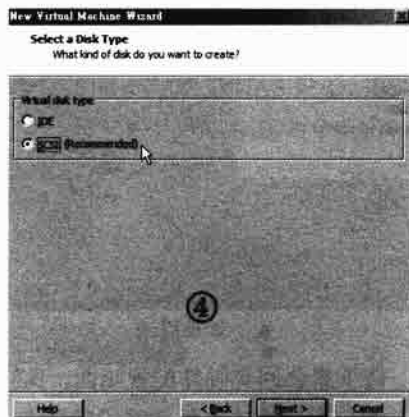 New Virtual Machine Wizard
Select a Disk Type
What kind of disk do you want to create?
Virtual disk type
IDE
SCSI (Recommended)
④
Help
< Back
Next >
Cancel